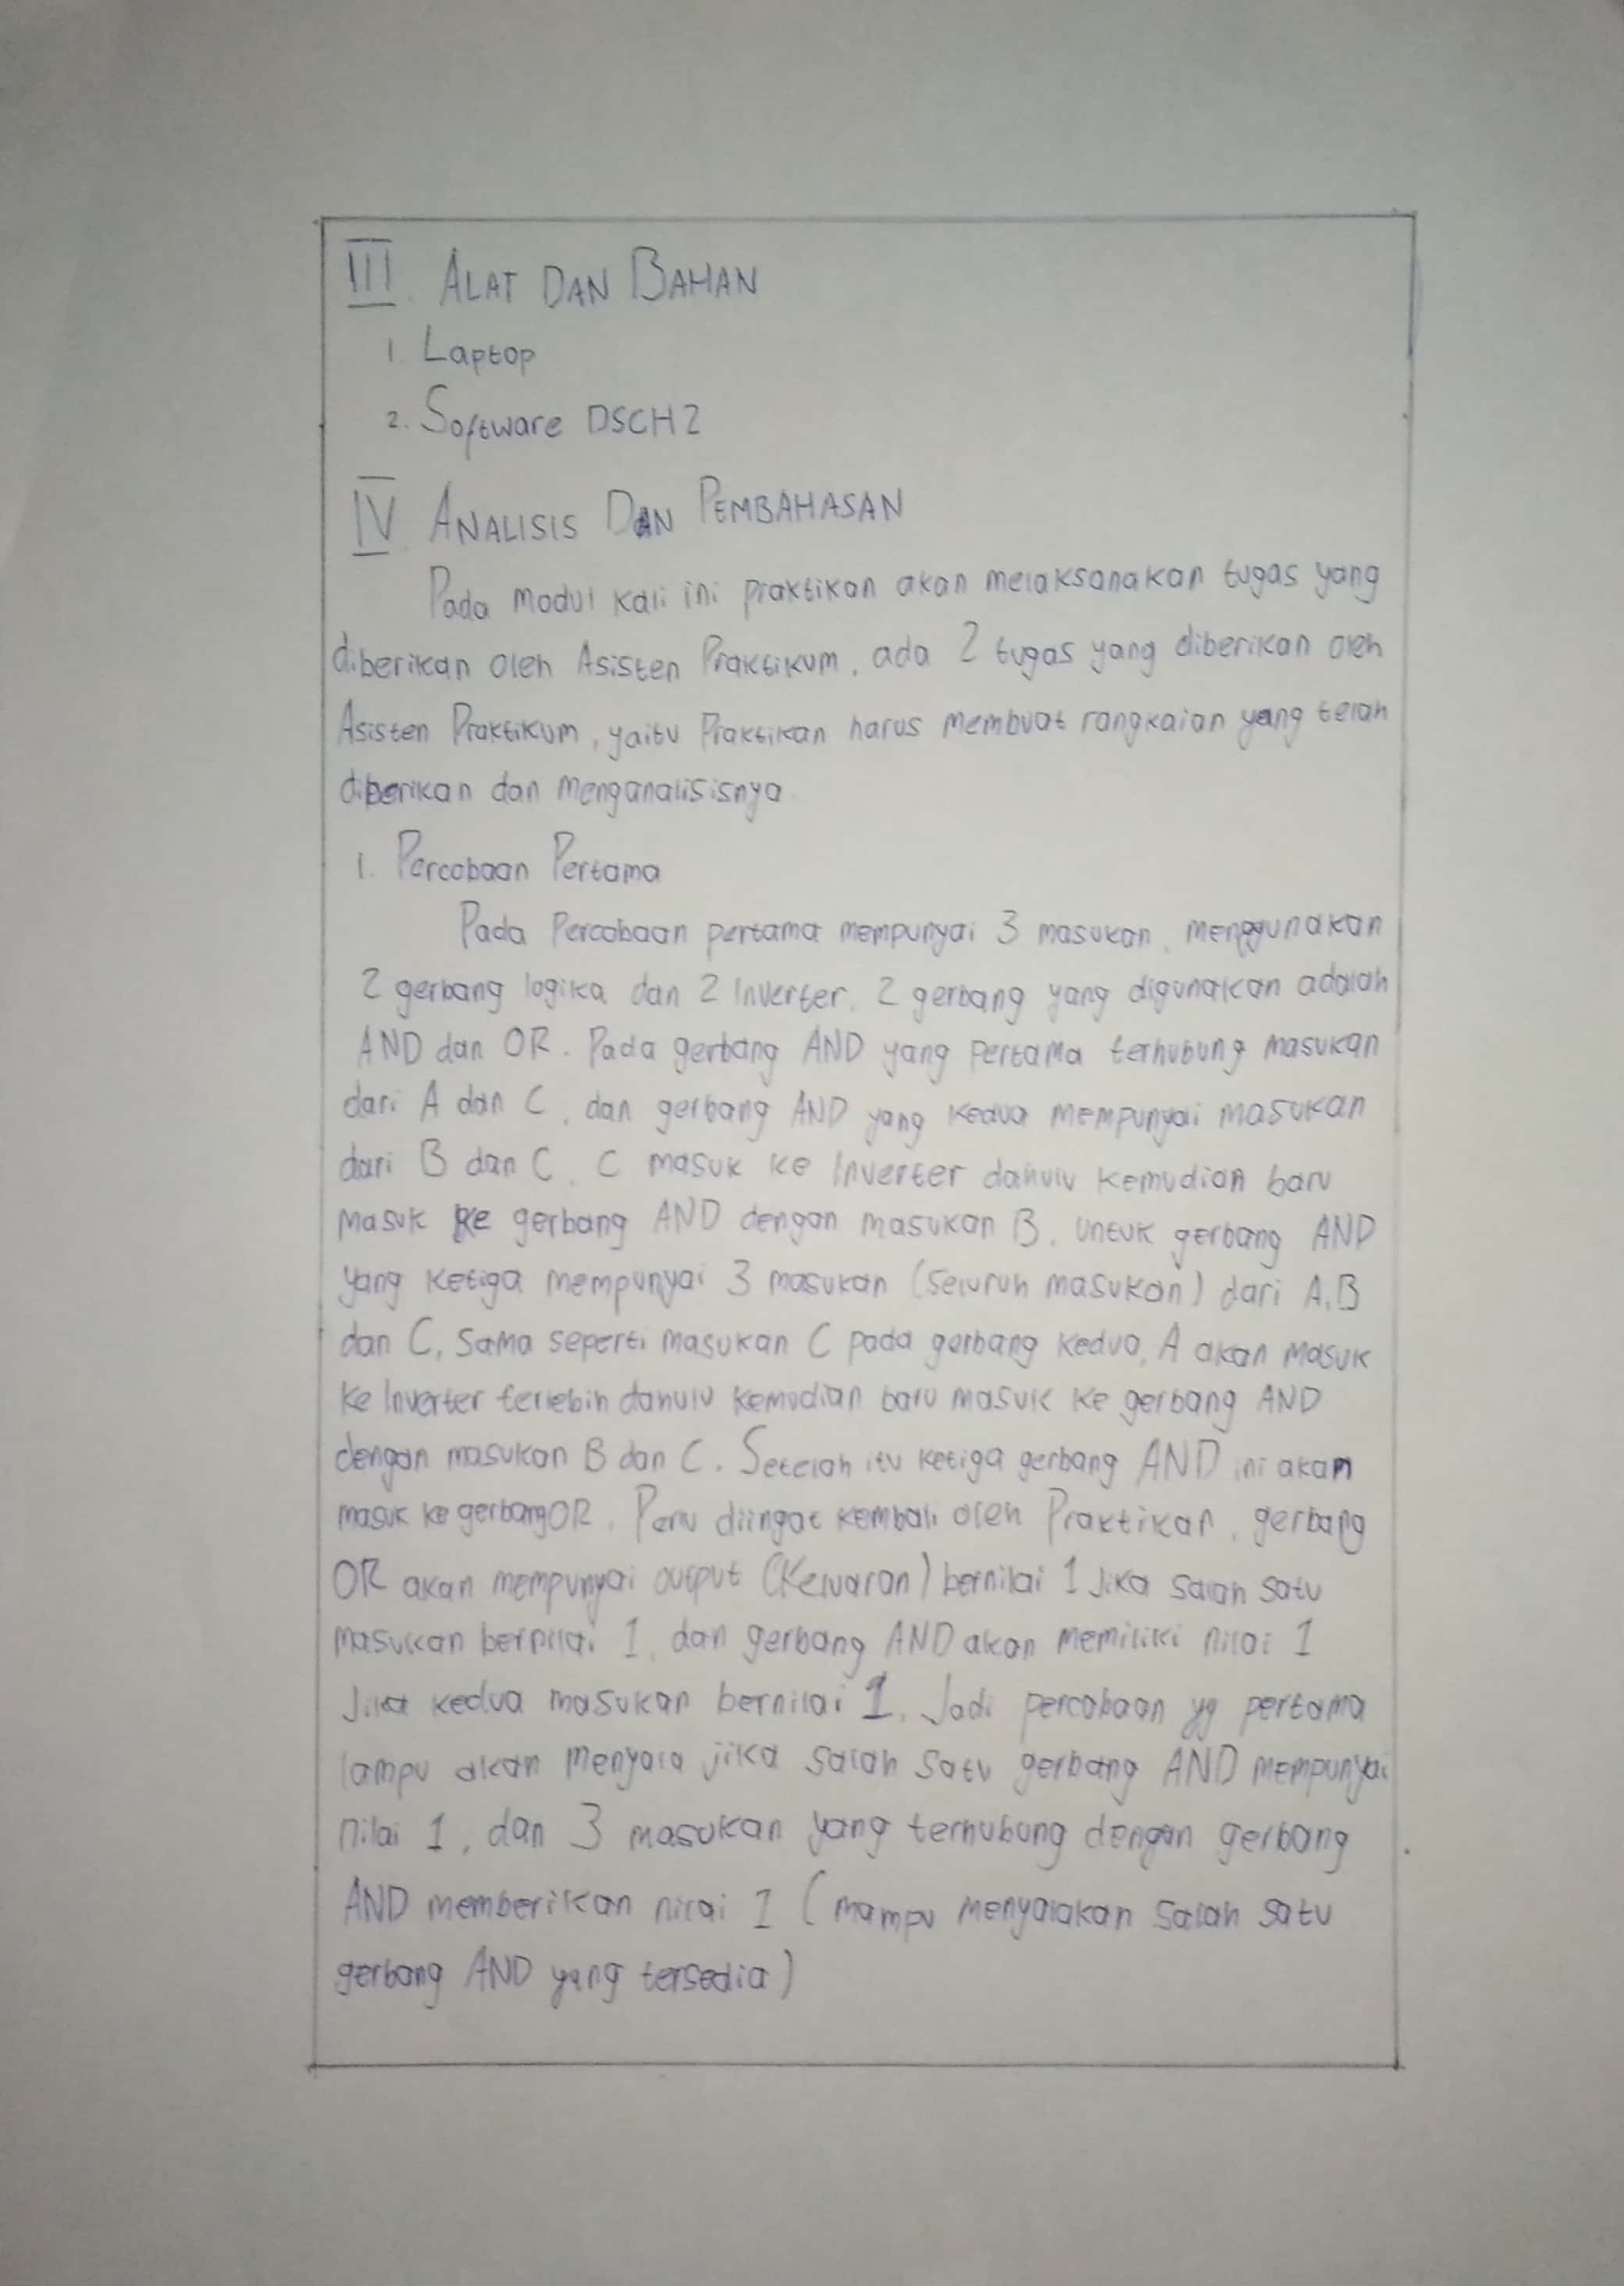 III. ALAT DAN BAHAN
1. Laptop
2. Software DSCH2
IV. ANALISIS DAN PEMBAHASAN
Pada modul kali ini praktikan akan melaksanakan tugas yang
diberikan oleh Asisten Praktikum, ada 2 tugas yang diberikan oleh
Asisten Praktikum, yaitu Praktikan harus membuat rangkaian yang telah
diberikan dan menganalisisnya.
1. Percobaan Pertama
Pada Percobaan pertama mempunyai 3 masukan, menggunakan
2 gerbang logika dan 2 Inverter. 2 gerbang yang digunakan adalah
AND dan OR. Pada gerbang AND yang pertama terhubung masukan
dari A dan C, dan gerbang AND yang kedua mempunyai masukan
dari B dan C. C masuk ke Inverter dahulu kemudian baru
masuk ke gerbang AND dengan masukan B. Untuk gerbang AND
yang ketiga mempunyai 3 masukan (seluruh masukan) dari A, B
dan C, sama seperti masukan C pada gerbang kedua, A akan masuk
ke Inverter terlebih dahulu kemudian baru masuk ke gerbang AND
dengan masukan B dan C. Setelah itu ketiga gerbang AND ini akan
masuk ke gerbang OR. Perlu diingat kembali oleh Praktikan, gerbang
OR akan mempunyai output (Keluaran) bernilai 1 Jika salah satu
masukan bernilai 1, dan gerbang AND akan memiliki nilai 1
Jika kedua masukan bernilai 1. Jadi percobaan yg pertama
lampu akan menyala jika salah satu gerbang AND mempunyai
nilai 1, dan 3 masukan yang terhubung dengan gerbang
AND memberikan nilai 1 (mampu menyalakan salah satu
gerbang AND yang tersedia)